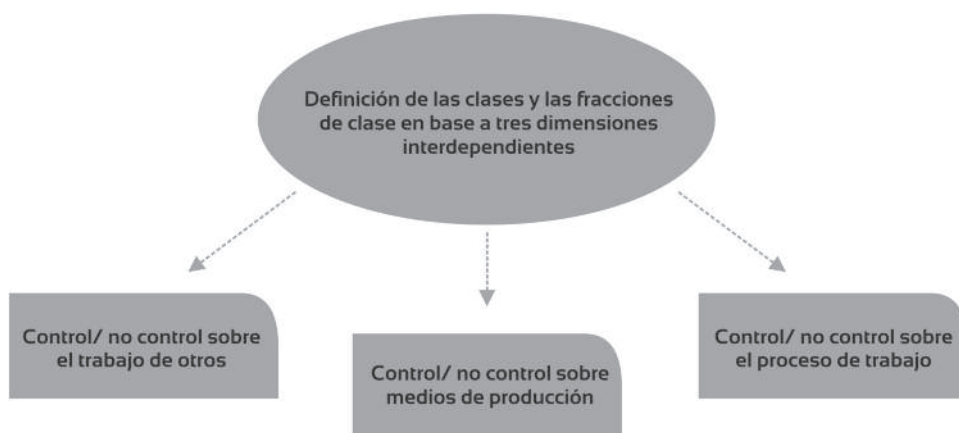 Definición de las clases y las fracciones
de clase en base a tres dimensiones
interdependientes
Control/ no control sobre
el trabajo de otros
Control/ no control sobre
medios de producción
Control/ no control sobre
el proceso de trabajo